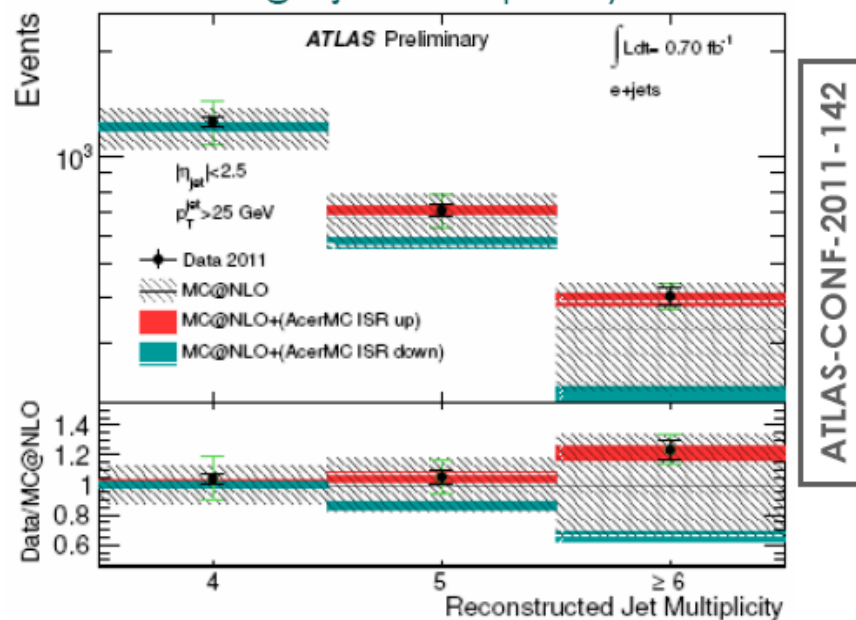 Events
ATLAS Preliminary
∫ Ldt= 0.70 fb⁻¹
e+jets
10³
|η_jet|<2.5
p_T^jet>25 GeV
Data 2011
MC@NLO
MC@NLO+(AcerMC ISR up)
MC@NLO+(AcerMC ISR down)
Data/MC@NLO
1.4
1.2
1
0.8
0.6
4
5
≥ 6
Reconstructed Jet Multiplicity
ATLAS-CONF-2011-142